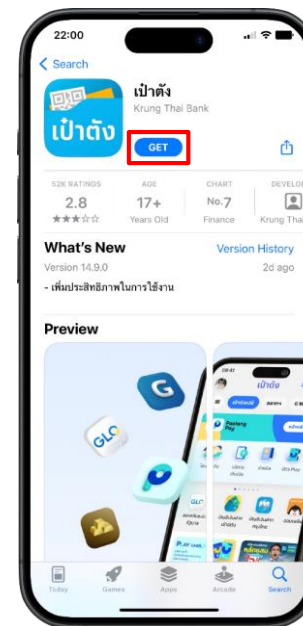 22:00
Search
เป๋าตัง
เป๋าตัง
Krung Thai Bank
GET
52K RATINGS AGE CHART DEVELO
2.8 17+ No.7
Years Old Finance Krung Thai
What's New Version History
Version 14.9.0 2d ago
- เพิ่มประสิทธิภาพในการใช้งาน
Preview
G
GLO
เป๋าตัง
Paotang
Pay
GLO
Today Games Apps Arcade Search